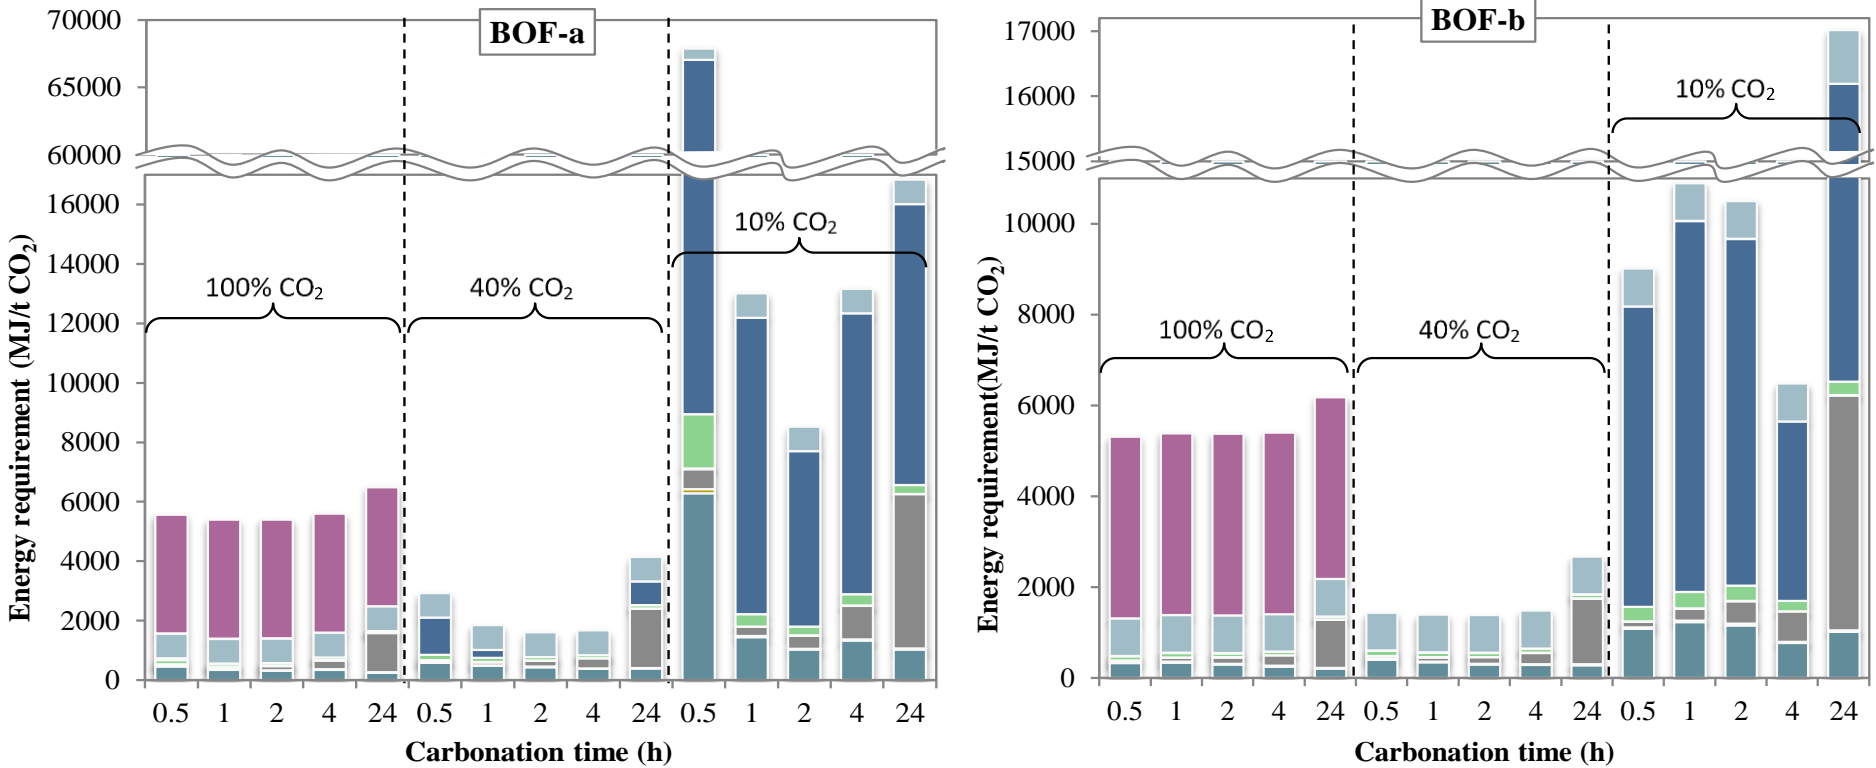 BOF-a
70000
65000
60000
16000
14000
12000
10000
8000
6000
4000
2000
0
Energy requirement (MJ/t CO₂)
100% CO₂
40% CO₂
10% CO₂
0.5 1 2 4 24 0.5 1 2 4 24 0.5 1 2 4 24
Carbonation time (h)
BOF-b
17000
16000
15000
10000
8000
6000
4000
2000
0
Energy requirement(MJ/t CO₂)
100% CO₂
40% CO₂
10% CO₂
0.5 1 2 4 24 0.5 1 2 4 24 0.5 1 2 4 24
Carbonation time (h)